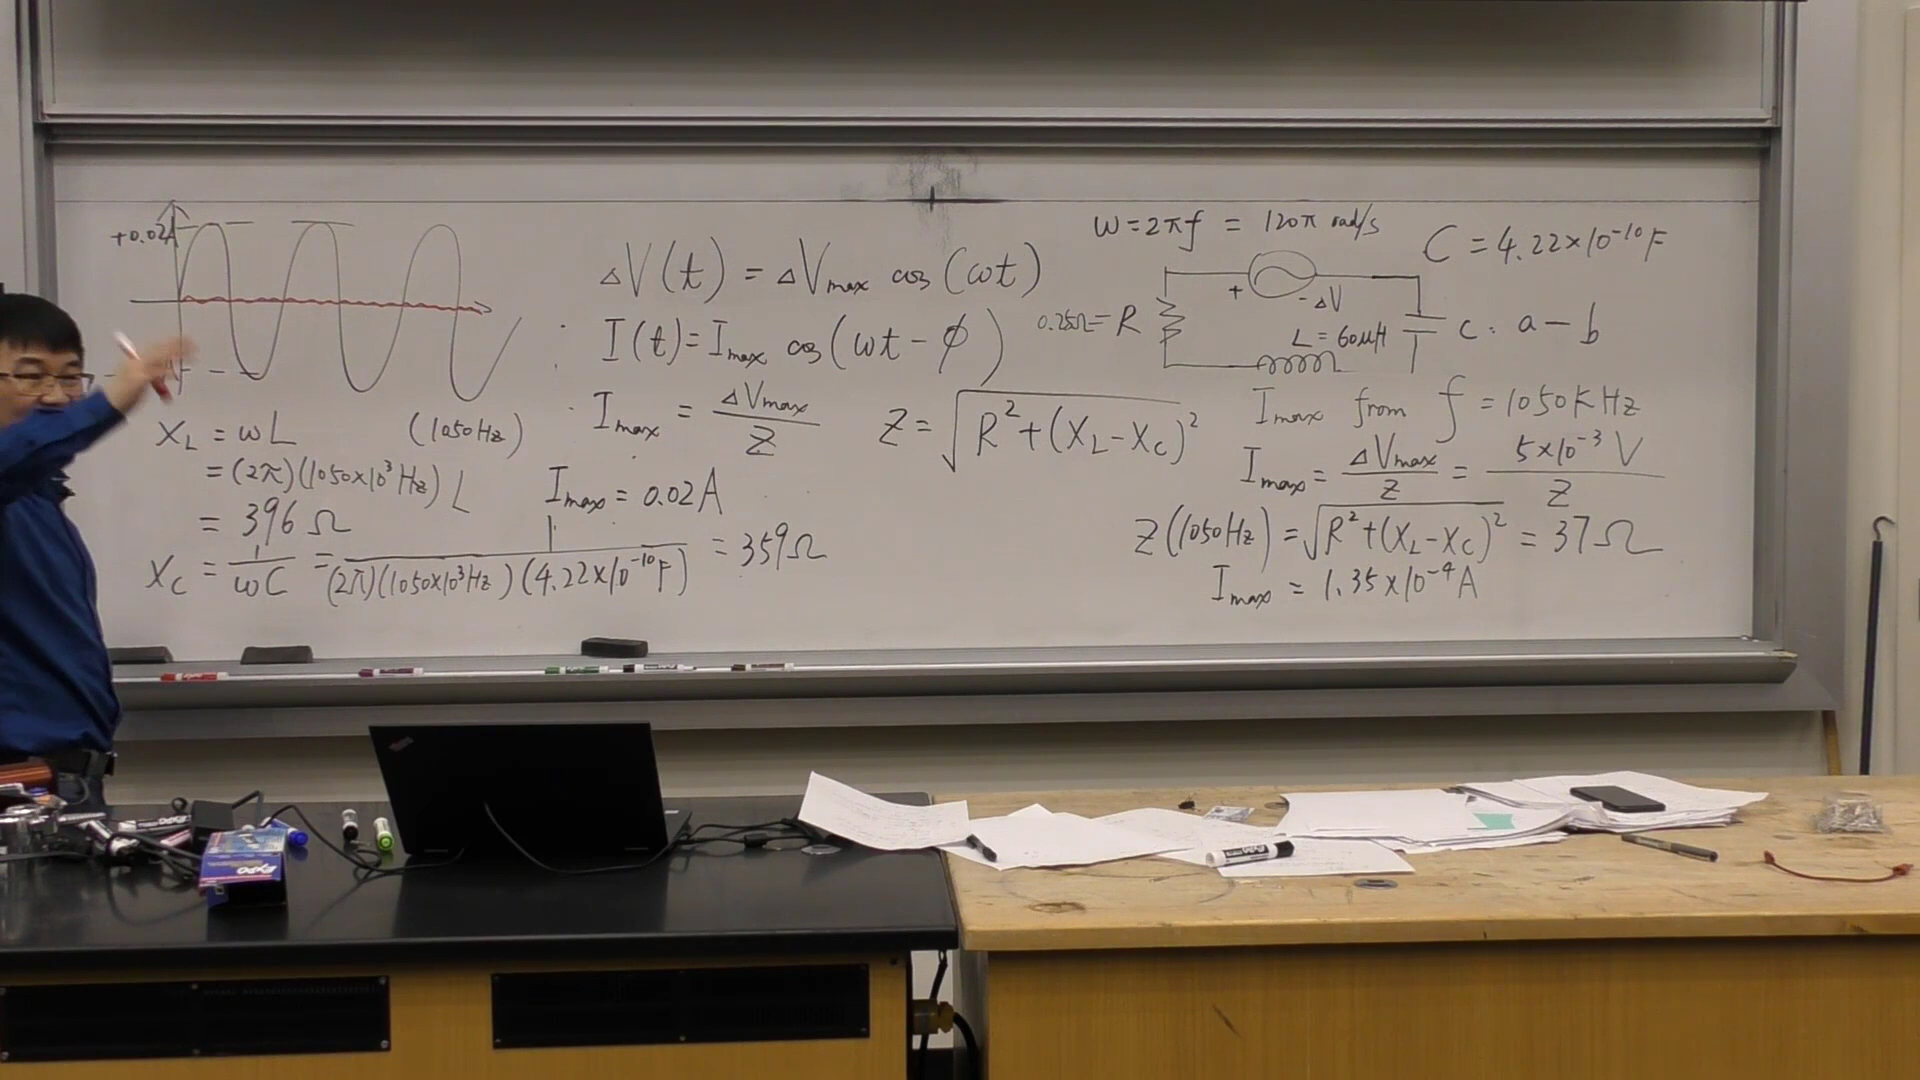 +0.02A
ΔV(t) = ΔVmax cos(ωt)
I(t) = Imax cos(ωt - ϕ)
Imax = ΔVmax / Z
Z = √(R² + (XL - XC)²)
XL = ωL (1050Hz)
= (2π)(1050×10³Hz) L
= 396 Ω
Imax = 0.02A
XC = 1/ωC = 1/((2π)(1050×10³Hz)(4.22×10⁻¹⁰F)) = 359Ω
ω = 2πf = 120π rad/s
C = 4.22×10⁻¹⁰F
+ - ΔV
0.25Ω = R
L = 60μH
C: a - b
Imax from f = 1050KHz
Imax = ΔVmax / Z = 5×10⁻³ V / Z
Z(1050Hz) = √(R² + (XL - XC)²) = 37Ω
Imax = 1.35×10⁻⁴A
EXPO